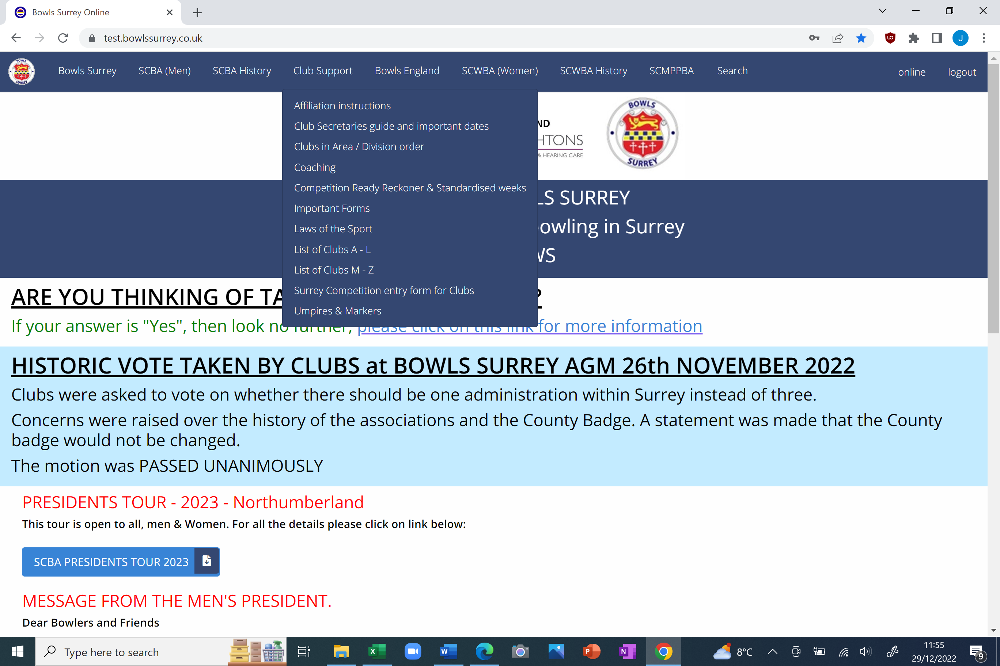 Bowls Surrey Online
test.bowlssurrey.co.uk
J
BOWLS
SURREY
Bowls Surrey
SCBA (Men)
SCBA History
Club Support
Bowls England
SCWBA (Women)
SCWBA History
SCMPPBA
Search
online
logout
Affiliation instructions
Club Secretaries guide and important dates
Clubs in Area / Division order
Coaching
Competition Ready Reckoner & Standardised weeks
Important Forms
Laws of the Sport
List of Clubs A - L
List of Clubs M - Z
Surrey Competition entry form for Clubs
Umpires & Markers
ND
HTONS
& HEARING CARE
BOWLS
SURREY
LS SURREY
owling in Surrey
WS
ARE YOU THINKING OF TA ?
If your answer is "Yes", then look no further, please click on this link for more information
HISTORIC VOTE TAKEN BY CLUBS at BOWLS SURREY AGM 26th NOVEMBER 2022
Clubs were asked to vote on whether there should be one administration within Surrey instead of three.
Concerns were raised over the history of the associations and the County Badge. A statement was made that the County
badge would not be changed.
The motion was PASSED UNANIMOUSLY
PRESIDENTS TOUR - 2023 - Northumberland
This tour is open to all, men & Women. For all the details please click on link below:
SCBA PRESIDENTS TOUR 2023
MESSAGE FROM THE MEN'S PRESIDENT.
Dear Bowlers and Friends
Type here to search
8°C
11:55
29/12/2022
9